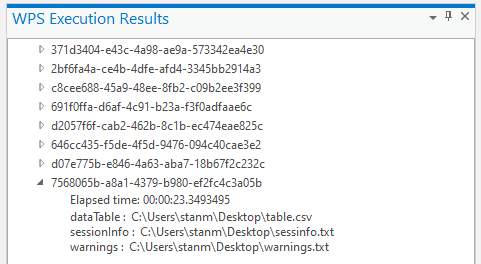 WPS Execution Results
371d3404-e43c-4a98-ae9a-573342ea4e30
2bf6fa4a-ce4b-4dfe-afd4-3345bb2914a3
c8cee688-45a9-48ee-8fb2-c09b2ee3f399
691f0ffa-d6af-4c91-b23a-f3f0adfaae6c
d2057f6f-cab2-462b-8c1b-ec474eae825c
646cc435-f5de-4f5d-9476-094c40cae3e2
d07e775b-e846-4a63-aba7-18b67f2c232c
7568065b-a8a1-4379-b980-ef2fc4c3a05b
Elapsed time: 00:00:23.3493495
dataTable : C:\Users\stanm\Desktop\table.csv
sessionInfo : C:\Users\stanm\Desktop\sessinfo.txt
warnings : C:\Users\stanm\Desktop\warnings.txt